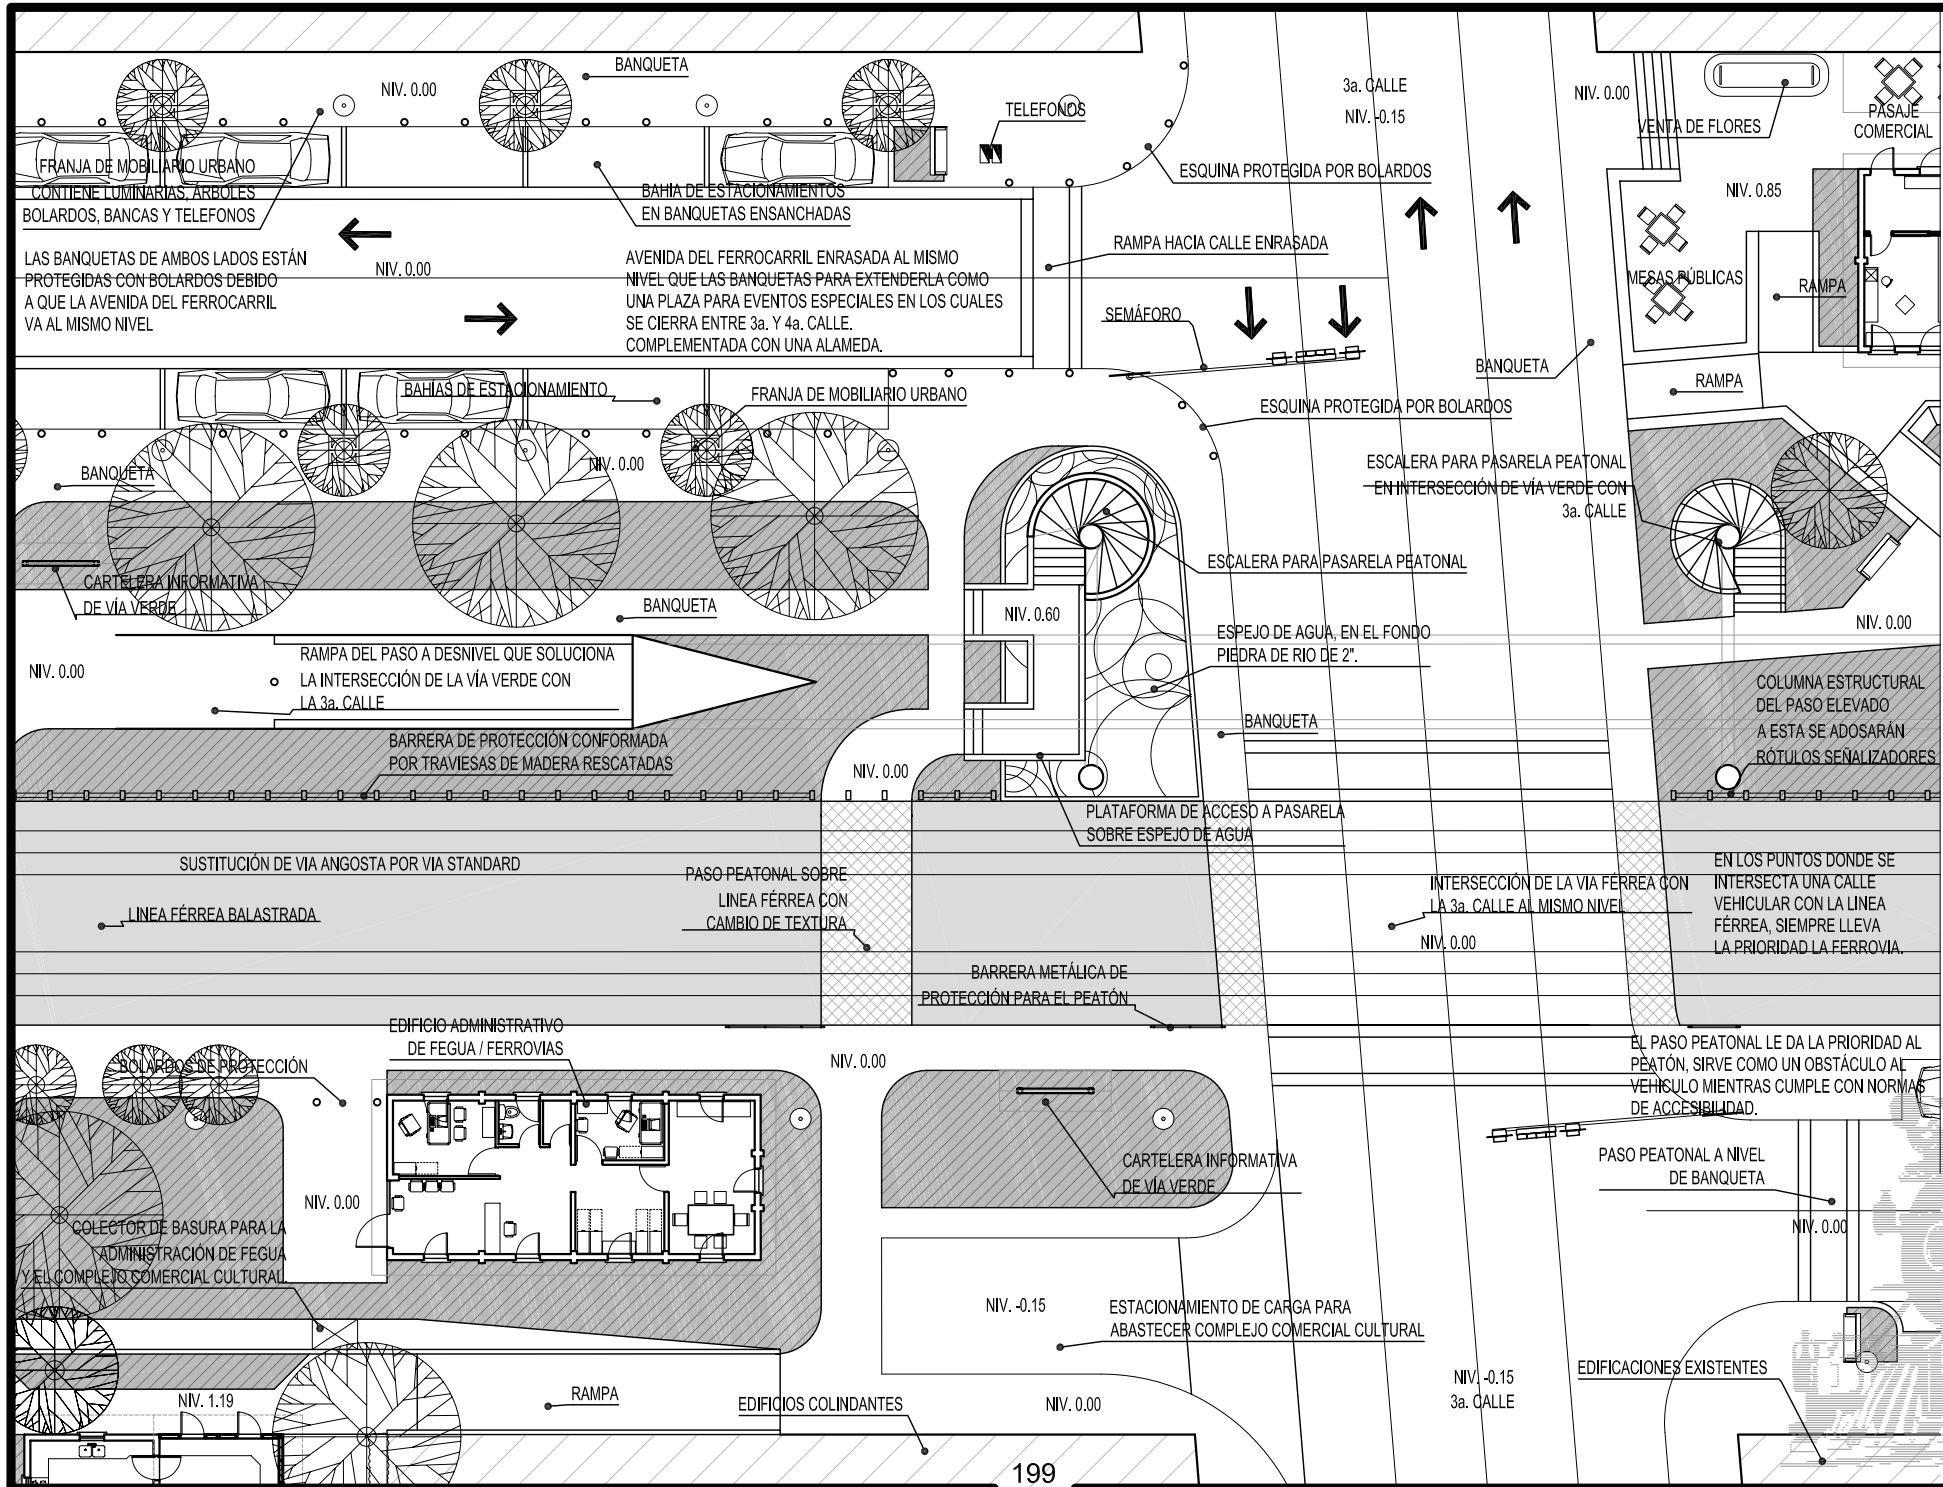 BANQUETA
NIV. 0.00
3a. CALLE
NIV. -0.15
NIV. 0.00
TELEFONOS
VENTA DE FLORES
PASAJE
COMERCIAL
FRANJA DE MOBILIARIO URBANO
CONTIENE LUMINARIAS, ÁRBOLES
BOLARDOS, BANCAS Y TELEFONOS
BAHIA DE ESTACIONAMIENTOS
EN BANQUETAS ENSANCHADAS
ESQUINA PROTEGIDA POR BOLARDOS
NIV. 0.85
LAS BANQUETAS DE AMBOS LADOS ESTÁN
PROTEGIDAS CON BOLARDOS DEBIDO
A QUE LA AVENIDA DEL FERROCARRIL
VA AL MISMO NIVEL
NIV. 0.00
AVENIDA DEL FERROCARRIL ENRASADA AL MISMO
NIVEL QUE LAS BANQUETAS PARA EXTENDERLA COMO
UNA PLAZA PARA EVENTOS ESPECIALES EN LOS CUALES
SE CIERRA ENTRE 3a. Y 4a. CALLE.
COMPLEMENTADA CON UNA ALAMEDA.
RAMPA HACIA CALLE ENRASADA
MESAS PÚBLICAS
RAMPA
SEMÁFORO
BANQUETA
RAMPA
BAHÍAS DE ESTACIONAMIENTO
FRANJA DE MOBILIARIO URBANO
ESQUINA PROTEGIDA POR BOLARDOS
BANQUETA
NIV. 0.00
ESCALERA PARA PASARELA PEATONAL
EN INTERSECCIÓN DE VÍA VERDE CON
3a. CALLE
CARTELERA INFORMATIVA
DE VÍA VERDE
BANQUETA
ESCALERA PARA PASARELA PEATONAL
NIV. 0.60
NIV. 0.00
ESPEJO DE AGUA, EN EL FONDO
PIEDRA DE RIO DE 2".
NIV. 0.00
RAMPA DEL PASO A DESNIVEL QUE SOLUCIONA
LA INTERSECCIÓN DE LA VÍA VERDE CON
LA 3a. CALLE
COLUMNA ESTRUCTURAL
DEL PASO ELEVADO
A ESTA SE ADOSARÁN
RÓTULOS SEÑALIZADORES
BANQUETA
BARRERA DE PROTECCIÓN CONFORMADA
POR TRAVIESAS DE MADERA RESCATADAS
NIV. 0.00
PLATAFORMA DE ACCESO A PASARELA
SOBRE ESPEJO DE AGUA
SUSTITUCIÓN DE VIA ANGOSTA POR VIA STANDARD
LINEA FÉRREA BALASTRADA
PASO PEATONAL SOBRE
LINEA FÉRREA CON
CAMBIO DE TEXTURA
INTERSECCIÓN DE LA VIA FÉRREA CON
LA 3a. CALLE AL MISMO NIVEL
NIV. 0.00
EN LOS PUNTOS DONDE SE
INTERSECTA UNA CALLE
VEHICULAR CON LA LINEA
FÉRREA, SIEMPRE LLEVA
LA PRIORIDAD LA FERROVIA.
BARRERA METÁLICA DE
PROTECCIÓN PARA EL PEATÓN
EDIFICIO ADMINISTRATIVO
DE FEGUA / FERROVIAS
BOLARDOS DE PROTECCIÓN
NIV. 0.00
EL PASO PEATONAL LE DA LA PRIORIDAD AL
PEATÓN, SIRVE COMO UN OBSTÁCULO AL
VEHICULO MIENTRAS CUMPLE CON NORMAS
DE ACCESIBILIDAD.
CARTELERA INFORMATIVA
DE VÍA VERDE
PASO PEATONAL A NIVEL
DE BANQUETA
NIV. 0.00
NIV. 0.00
COLECTOR DE BASURA PARA LA
ADMINISTRACIÓN DE FEGUA
Y EL COMPLEJO COMERCIAL CULTURAL.
NIV. -0.15
ESTACIONAMIENTO DE CARGA PARA
ABASTECER COMPLEJO COMERCIAL CULTURAL
NIV. 1.19
RAMPA
EDIFICIOS COLINDANTES
NIV. 0.00
NIV. -0.15
3a. CALLE
EDIFICACIONES EXISTENTES
199